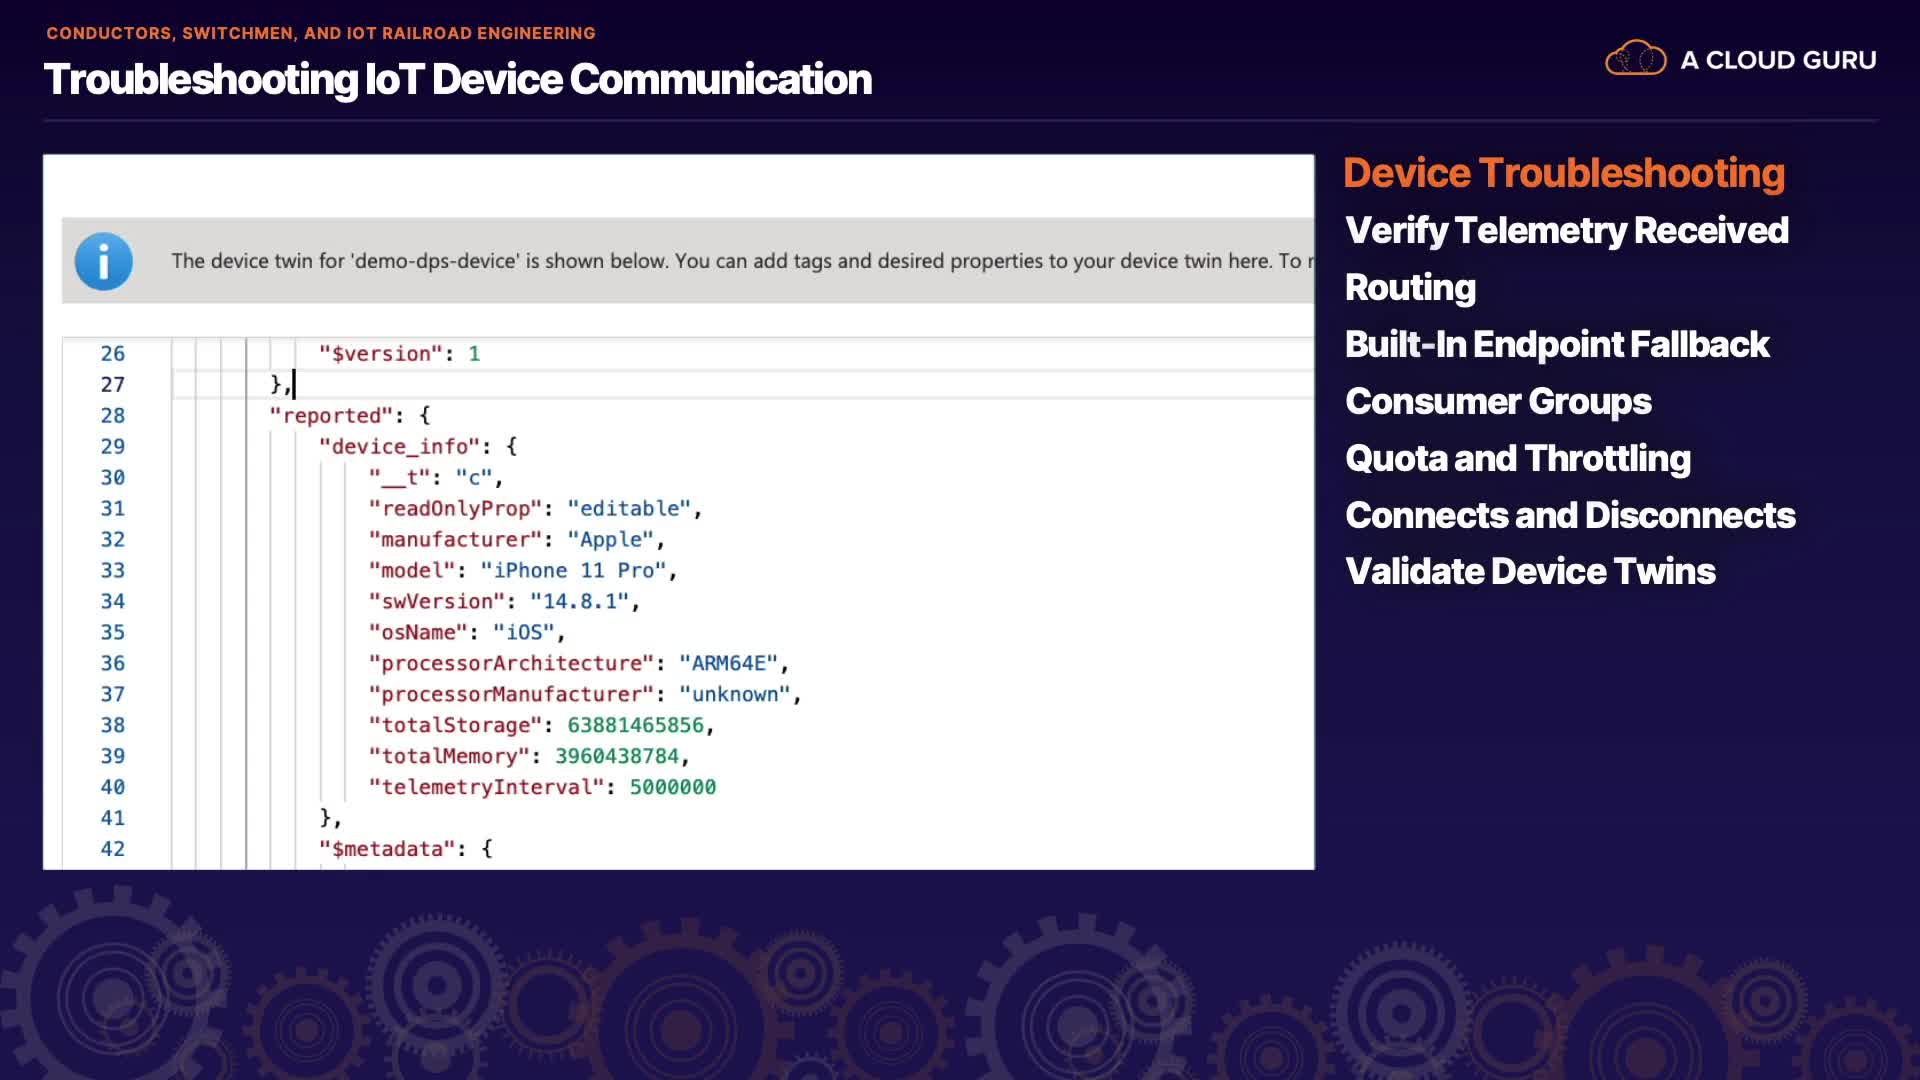 CONDUCTORS, SWITCHMEN, AND IOT RAILROAD ENGINEERING
Troubleshooting IoT Device Communication
A CLOUD GURU
The device twin for 'demo-dps-device' is shown below. You can add tags and desired properties to your device twin here. To r
26 "$version": 1
27 },
28 "reported": {
29 "device_info": {
30 "__t": "c",
31 "readOnlyProp": "editable",
32 "manufacturer": "Apple",
33 "model": "iPhone 11 Pro",
34 "swVersion": "14.8.1",
35 "osName": "iOS",
36 "processorArchitecture": "ARM64E",
37 "processorManufacturer": "unknown",
38 "totalStorage": 63881465856,
39 "totalMemory": 3960438784,
40 "telemetryInterval": 5000000
41 },
42 "$metadata": {
Device Troubleshooting
Verify Telemetry Received
Routing
Built-In Endpoint Fallback
Consumer Groups
Quota and Throttling
Connects and Disconnects
Validate Device Twins